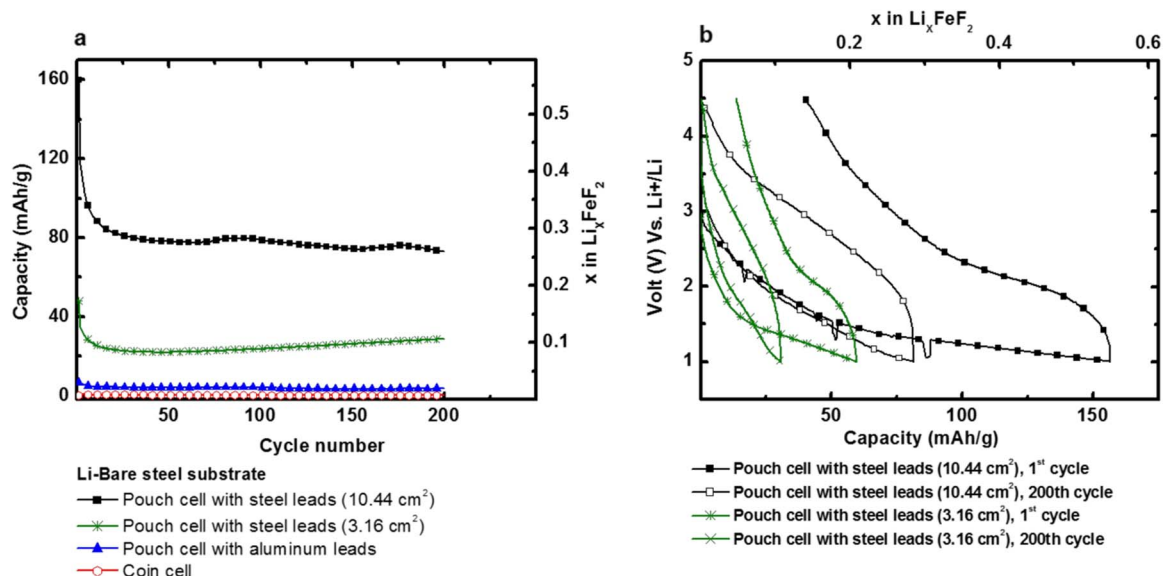 a
160
120
80
40
0
Capacity (mAh/g)
50
100
150
200
Cycle number
0.5
0.4
0.3
0.2
0.1
x in LiₓFeF₂
Li-Bare steel substrate
Pouch cell with steel leads (10.44 cm²)
Pouch cell with steel leads (3.16 cm²)
Pouch cell with aluminum leads
Coin cell
x in LiₓFeF₂
b
0.2
0.4
0.6
5
4
3
2
1
Volt (V) Vs. Li+/Li
50
100
150
Capacity (mAh/g)
Pouch cell with steel leads (10.44 cm²), 1ˢᵗ cycle
Pouch cell with steel leads (10.44 cm²), 200th cycle
Pouch cell with steel leads (3.16 cm²), 1ˢᵗ cycle
Pouch cell with steel leads (3.16 cm²), 200th cycle